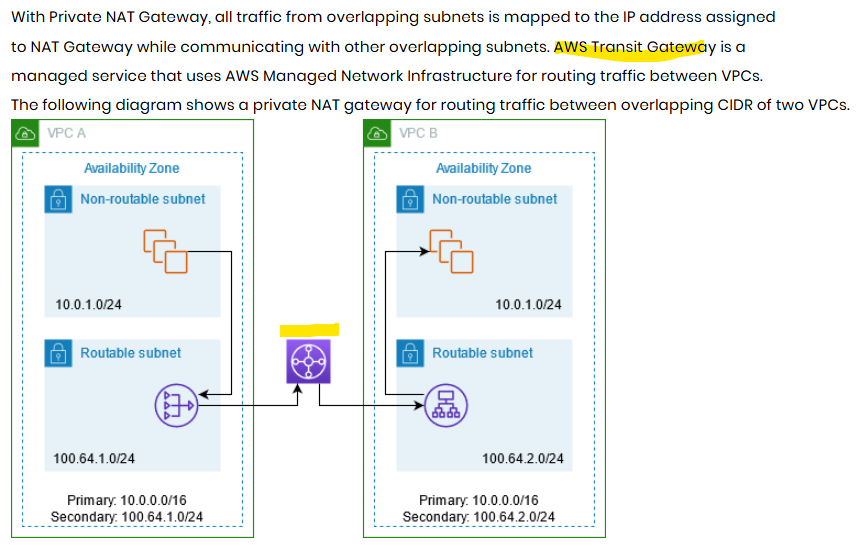 With Private NAT Gateway, all traffic from overlapping subnets is mapped to the IP address assigned
to NAT Gateway while communicating with other overlapping subnets. AWS Transit Gateway is a
managed service that uses AWS Managed Network Infrastructure for routing traffic between VPCs.
The following diagram shows a private NAT gateway for routing traffic between overlapping CIDR of two VPCs.
VPC A
Availability Zone
Non-routable subnet
10.0.1.0/24
Routable subnet
100.64.1.0/24
Primary: 10.0.0.0/16
Secondary: 100.64.1.0/24
VPC B
Availability Zone
Non-routable subnet
10.0.1.0/24
Routable subnet
100.64.2.0/24
Primary: 10.0.0.0/16
Secondary: 100.64.2.0/24